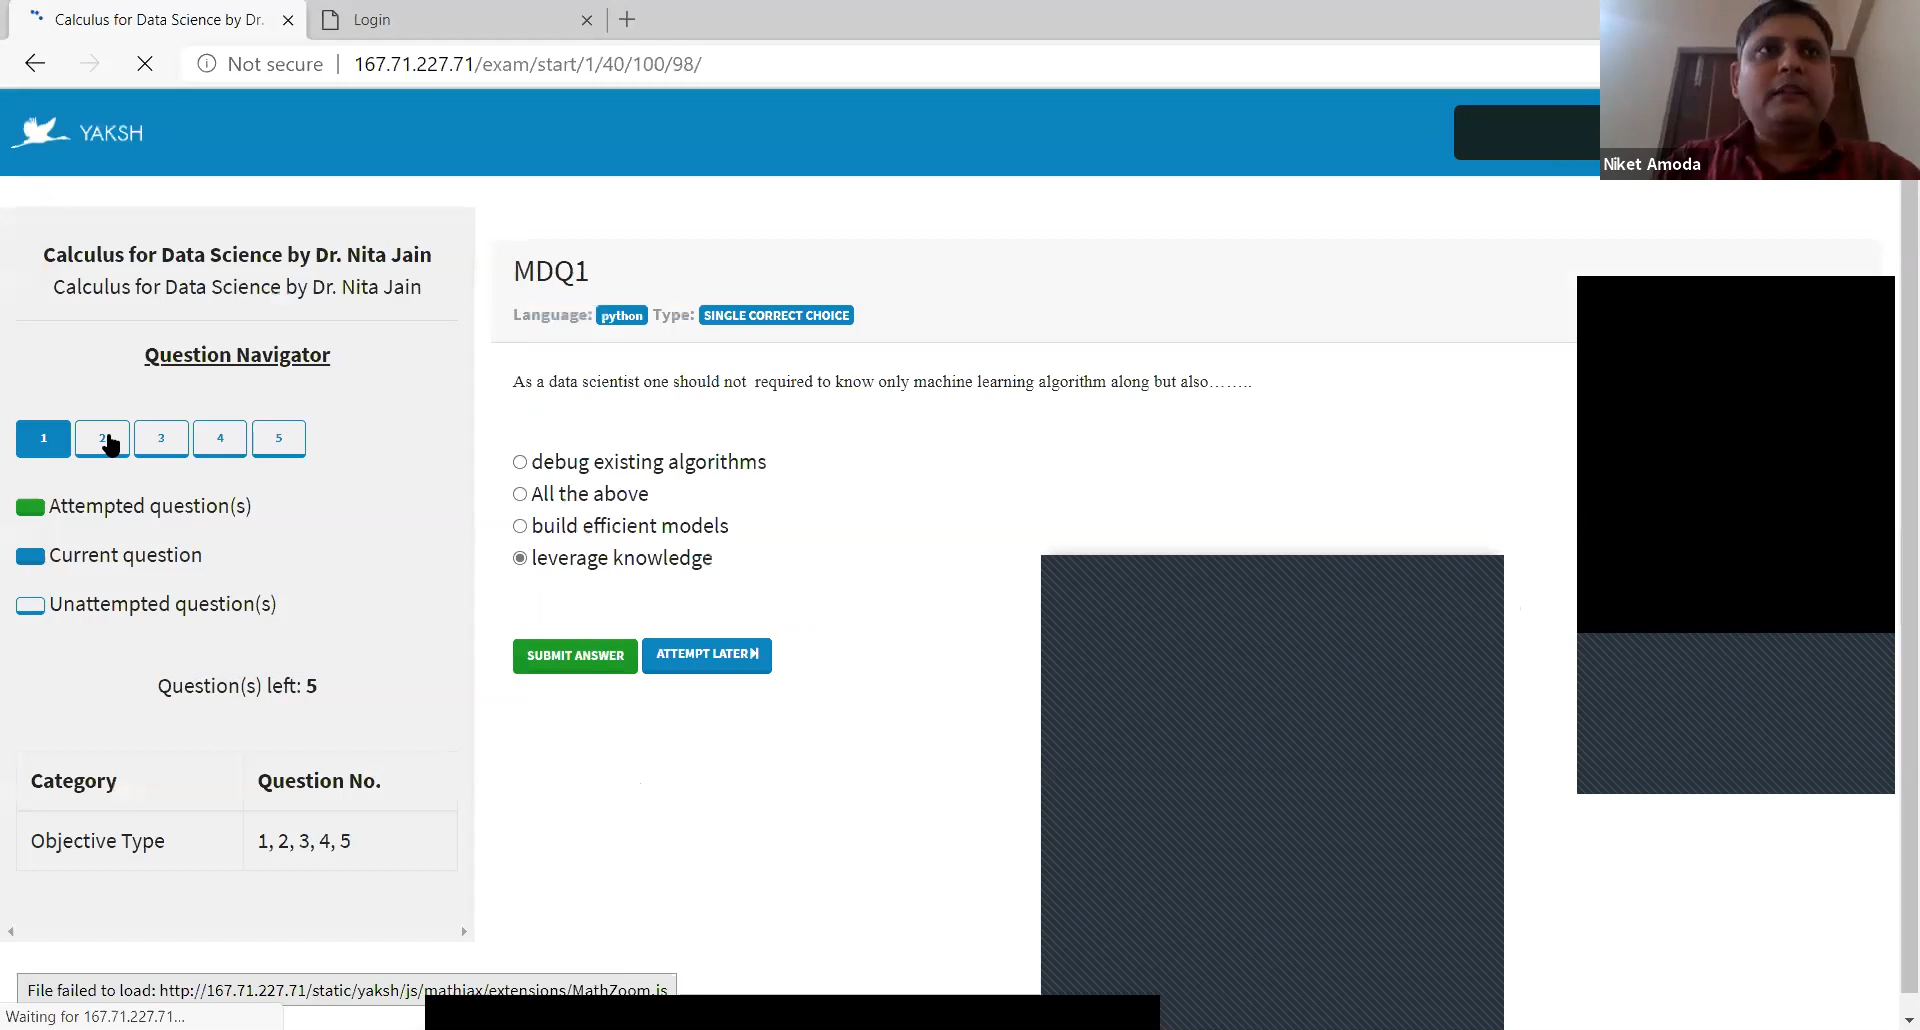 Calculus for Data Science by Dr.
Login
Not secure | 167.71.227.71/exam/start/1/40/100/98/
YAKSH
Niket Amoda
Calculus for Data Science by Dr. Nita Jain
Calculus for Data Science by Dr. Nita Jain
Question Navigator
1 2 3 4 5
Attempted question(s)
Current question
Unattempted question(s)
Question(s) left: 5
Category Question No.
Objective Type 1, 2, 3, 4, 5
MDQ1
Language: python Type: SINGLE CORRECT CHOICE
As a data scientist one should not required to know only machine learning algorithm along but also……..
debug existing algorithms
All the above
build efficient models
leverage knowledge
SUBMIT ANSWER ATTEMPT LATER
File failed to load: http://167.71.227.71/static/yaksh/js/mathjax/extensions/MathZoom.js
Waiting for 167.71.227.71...